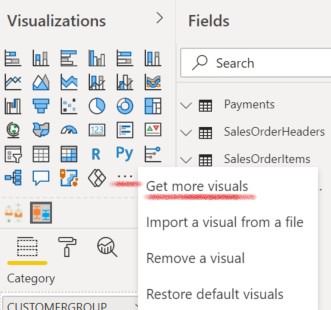 Visualizations
Fields
Search
Payments
SalesOrderHeaders
SalesOrderItems
123
R
Py
Get more visuals
Import a visual from a file
Remove a visual
Restore default visuals
Category
CUSTOMERGROUP